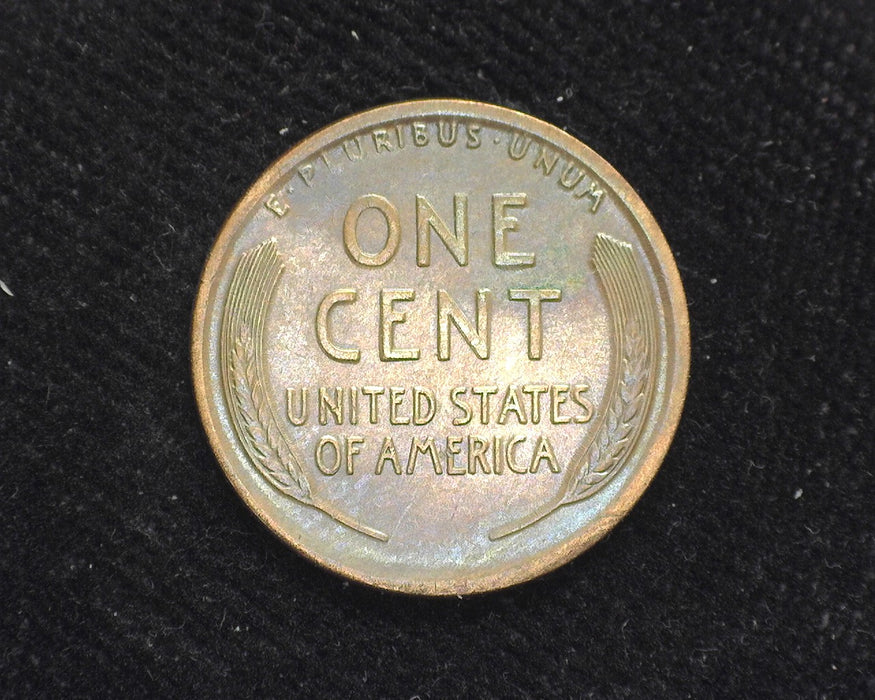 E·PLURIBUS·UNUM
ONE
CENT
UNITED STATES
OF AMERICA